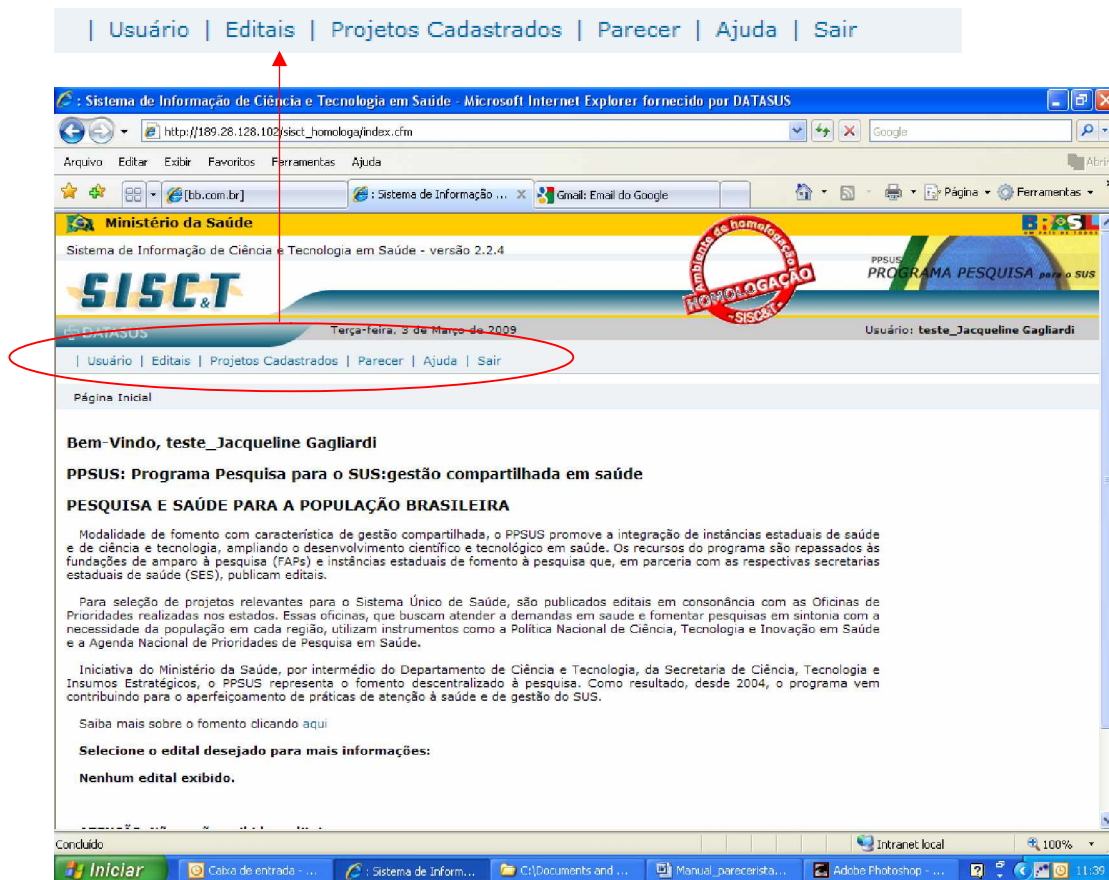 | Usuário | Editais | Projetos Cadastrados | Parecer | Ajuda | Sair
: Sistema de Informação de Ciência e Tecnologia em Saúde - Microsoft Internet Explorer fornecido por DATASUS
http://189.28.128.102/sisct_homologa/index.cfm
Google
Arquivo Editar Exibir Favoritos Ferramentas Ajuda
[bb.com.br]
: Sistema de Informação ...
Gmail: Email do Google
Página
Ferramentas
Ministério da Saúde
BRASIL
UM PAÍS DE TODOS
Sistema de Informação de Ciência e Tecnologia em Saúde - versão 2.2.4
SISC&T
Ambiente de homologação
HOMOLOGAÇÃO
- SISC&T -
PPSUS
PROGRAMA PESQUISA para o SUS
DATASUS
Terça-feira, 3 de Março de 2009
Usuário: teste_Jacqueline Gagliardi
| Usuário | Editais | Projetos Cadastrados | Parecer | Ajuda | Sair
Página Inicial
Bem-Vindo, teste_Jacqueline Gagliardi
PPSUS: Programa Pesquisa para o SUS:gestão compartilhada em saúde
PESQUISA E SAÚDE PARA A POPULAÇÃO BRASILEIRA
Modalidade de fomento com característica de gestão compartilhada, o PPSUS promove a integração de instâncias estaduais de saúde
e de ciência e tecnologia, ampliando o desenvolvimento científico e tecnológico em saúde. Os recursos do programa são repassados às
fundações de amparo à pesquisa (FAPs) e instâncias estaduais de fomento à pesquisa que, em parceria com as respectivas secretarias
estaduais de saúde (SES), publicam editais.
Para seleção de projetos relevantes para o Sistema Único de Saúde, são publicados editais em consonância com as Oficinas de
Prioridades realizadas nos estados. Essas oficinas, que buscam atender a demandas em saude e fomentar pesquisas em sintonia com a
necessidade da população em cada região, utilizam instrumentos como a Política Nacional de Ciência, Tecnologia e Inovação em Saúde
e a Agenda Nacional de Prioridades de Pesquisa em Saúde.
Iniciativa do Ministério da Saúde, por intermédio do Departamento de Ciência e Tecnologia, da Secretaria de Ciência, Tecnologia e
Insumos Estratégicos, o PPSUS representa o fomento descentralizado à pesquisa. Como resultado, desde 2004, o programa vem
contribuindo para o aperfeiçoamento de práticas de atenção à saúde e de gestão do SUS.
Saiba mais sobre o fomento clicando aqui
Selecione o edital desejado para mais informações:
Nenhum edital exibido.
Concluído
Intranet local
100%
Iniciar
Caixa de entrada - ...
: Sistema de Inform...
C:\Documents and ...
Manual_parecerista...
Adobe Photoshop - ...
11:39